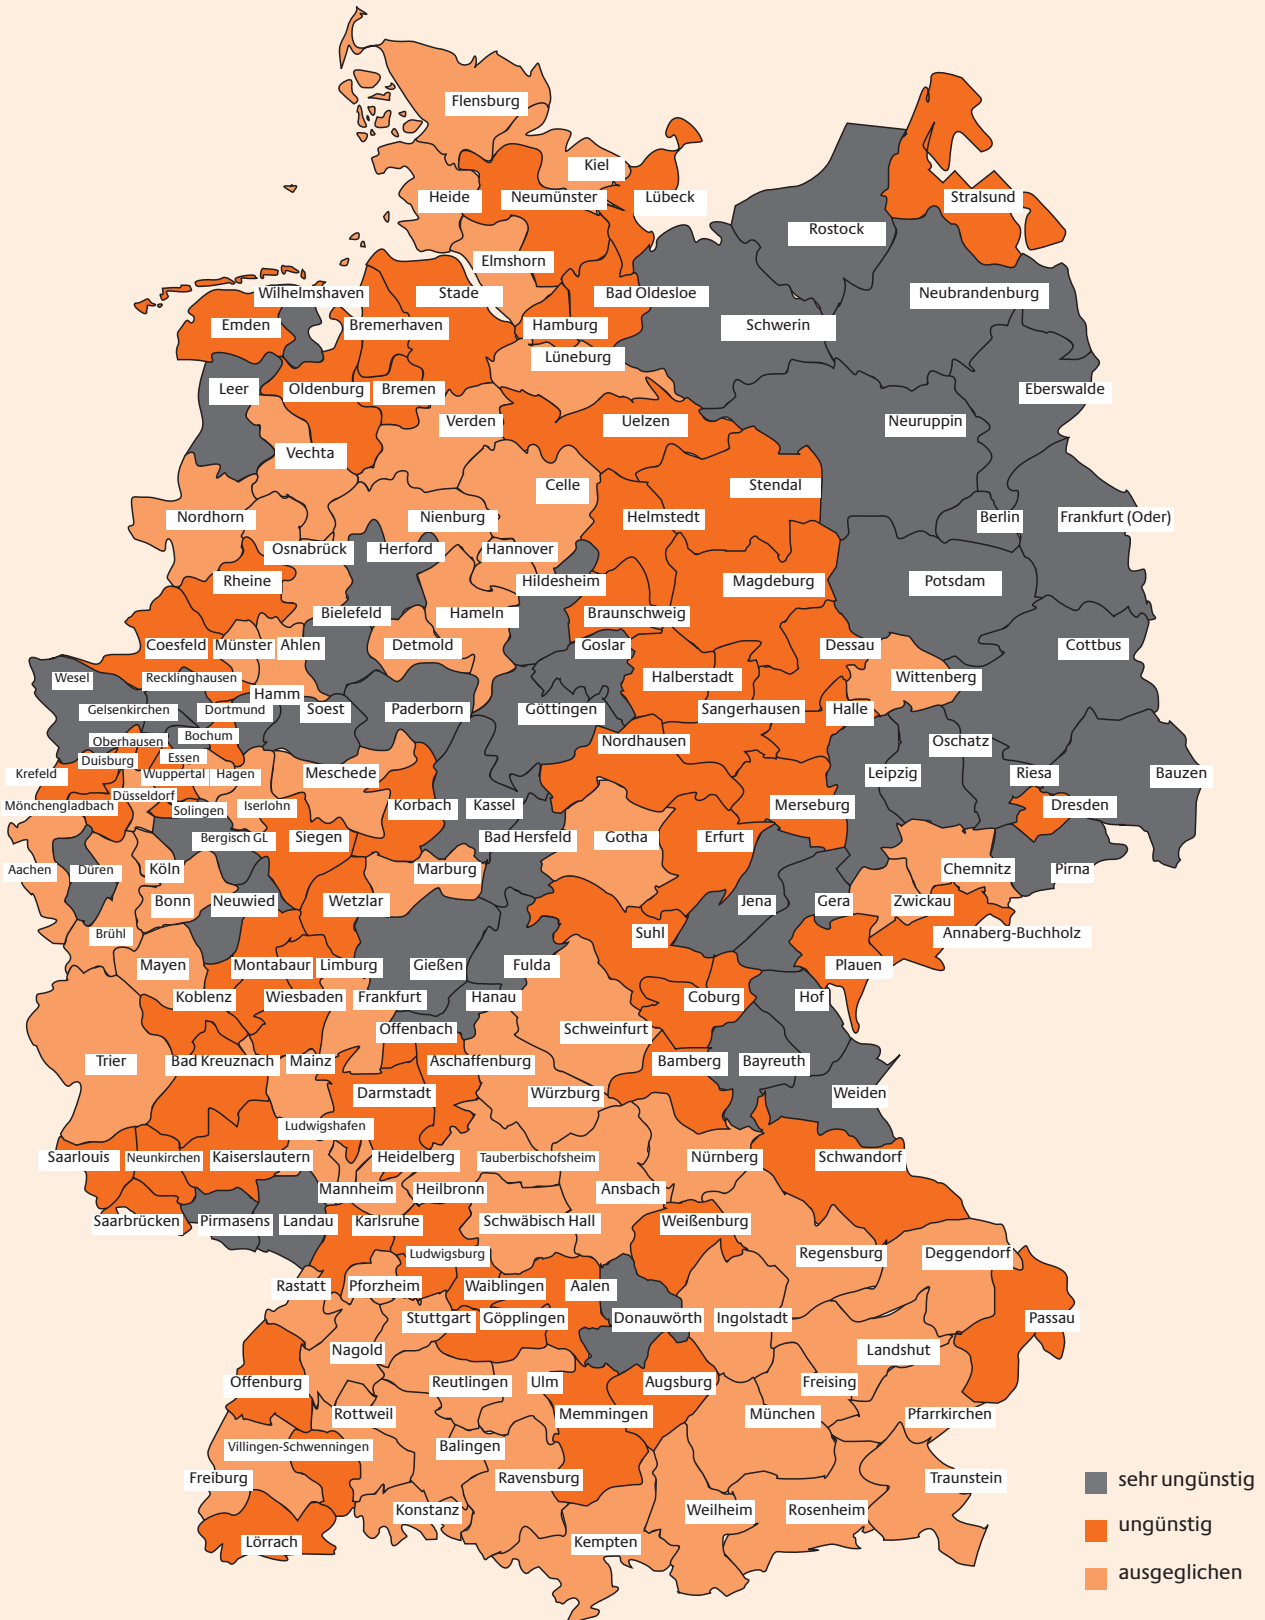 Flensburg
Kiel
Heide
Neumünster
Lübeck
Stralsund
Rostock
Elmshorn
Wilhelmshaven
Stade
Bad Oldesloe
Neubrandenburg
Emden
Bremerhaven
Hamburg
Schwerin
Lüneburg
Leer
Oldenburg
Bremen
Eberswalde
Verden
Uelzen
Neuruppin
Vechta
Celle
Stendal
Nordhorn
Nienburg
Helmstedt
Berlin
Frankfurt (Oder)
Osnabrück
Herford
Hannover
Rheine
Hildesheim
Magdeburg
Potsdam
Bielefeld
Hameln
Braunschweig
Coesfeld
Münster
Ahlen
Detmold
Goslar
Dessau
Cottbus
Wesel
Recklinghausen
Halberstadt
Wittenberg
Hamm
Gelsenkirchen
Dortmund
Soest
Paderborn
Göttingen
Sangerhausen
Halle
Oberhausen
Bochum
Nordhausen
Oschatz
Duisburg
Essen
Krefeld
Wuppertal
Hagen
Meschede
Leipzig
Riesa
Bauzen
Düsseldorf
Mönchengladbach
Solingen
Iserlohn
Korbach
Kassel
Merseburg
Dresden
Bergisch GL
Siegen
Bad Hersfeld
Gotha
Erfurt
Aachen
Düren
Köln
Marburg
Chemnitz
Pirna
Bonn
Neuwied
Wetzlar
Jena
Gera
Zwickau
Brühl
Suhl
Annaberg-Buchholz
Mayen
Montabaur
Limburg
Gießen
Fulda
Plauen
Koblenz
Wiesbaden
Frankfurt
Hanau
Coburg
Hof
Offenbach
Schweinfurt
Trier
Bad Kreuznach
Mainz
Aschaffenburg
Bamberg
Bayreuth
Darmstadt
Würzburg
Weiden
Ludwigshafen
Saarlouis
Neunkirchen
Kaiserslautern
Heidelberg
Tauberbischofsheim
Nürnberg
Schwandorf
Mannheim
Heilbronn
Ansbach
Saarbrücken
Pirmasens
Landau
Karlsruhe
Schwäbisch Hall
Weißenburg
Ludwigsburg
Regensburg
Deggendorf
Rastatt
Pforzheim
Waiblingen
Aalen
Stuttgart
Göpplingen
Donauwörth
Ingolstadt
Passau
Nagold
Landshut
Offenburg
Reutlingen
Ulm
Augsburg
Freising
Rottweil
Memmingen
München
Pfarrkirchen
Villingen-Schwenningen
Balingen
Freiburg
Ravensburg
Traunstein
Konstanz
Weilheim
Rosenheim
Lörrach
Kempten
sehr ungünstig
ungünstig
ausgeglichen